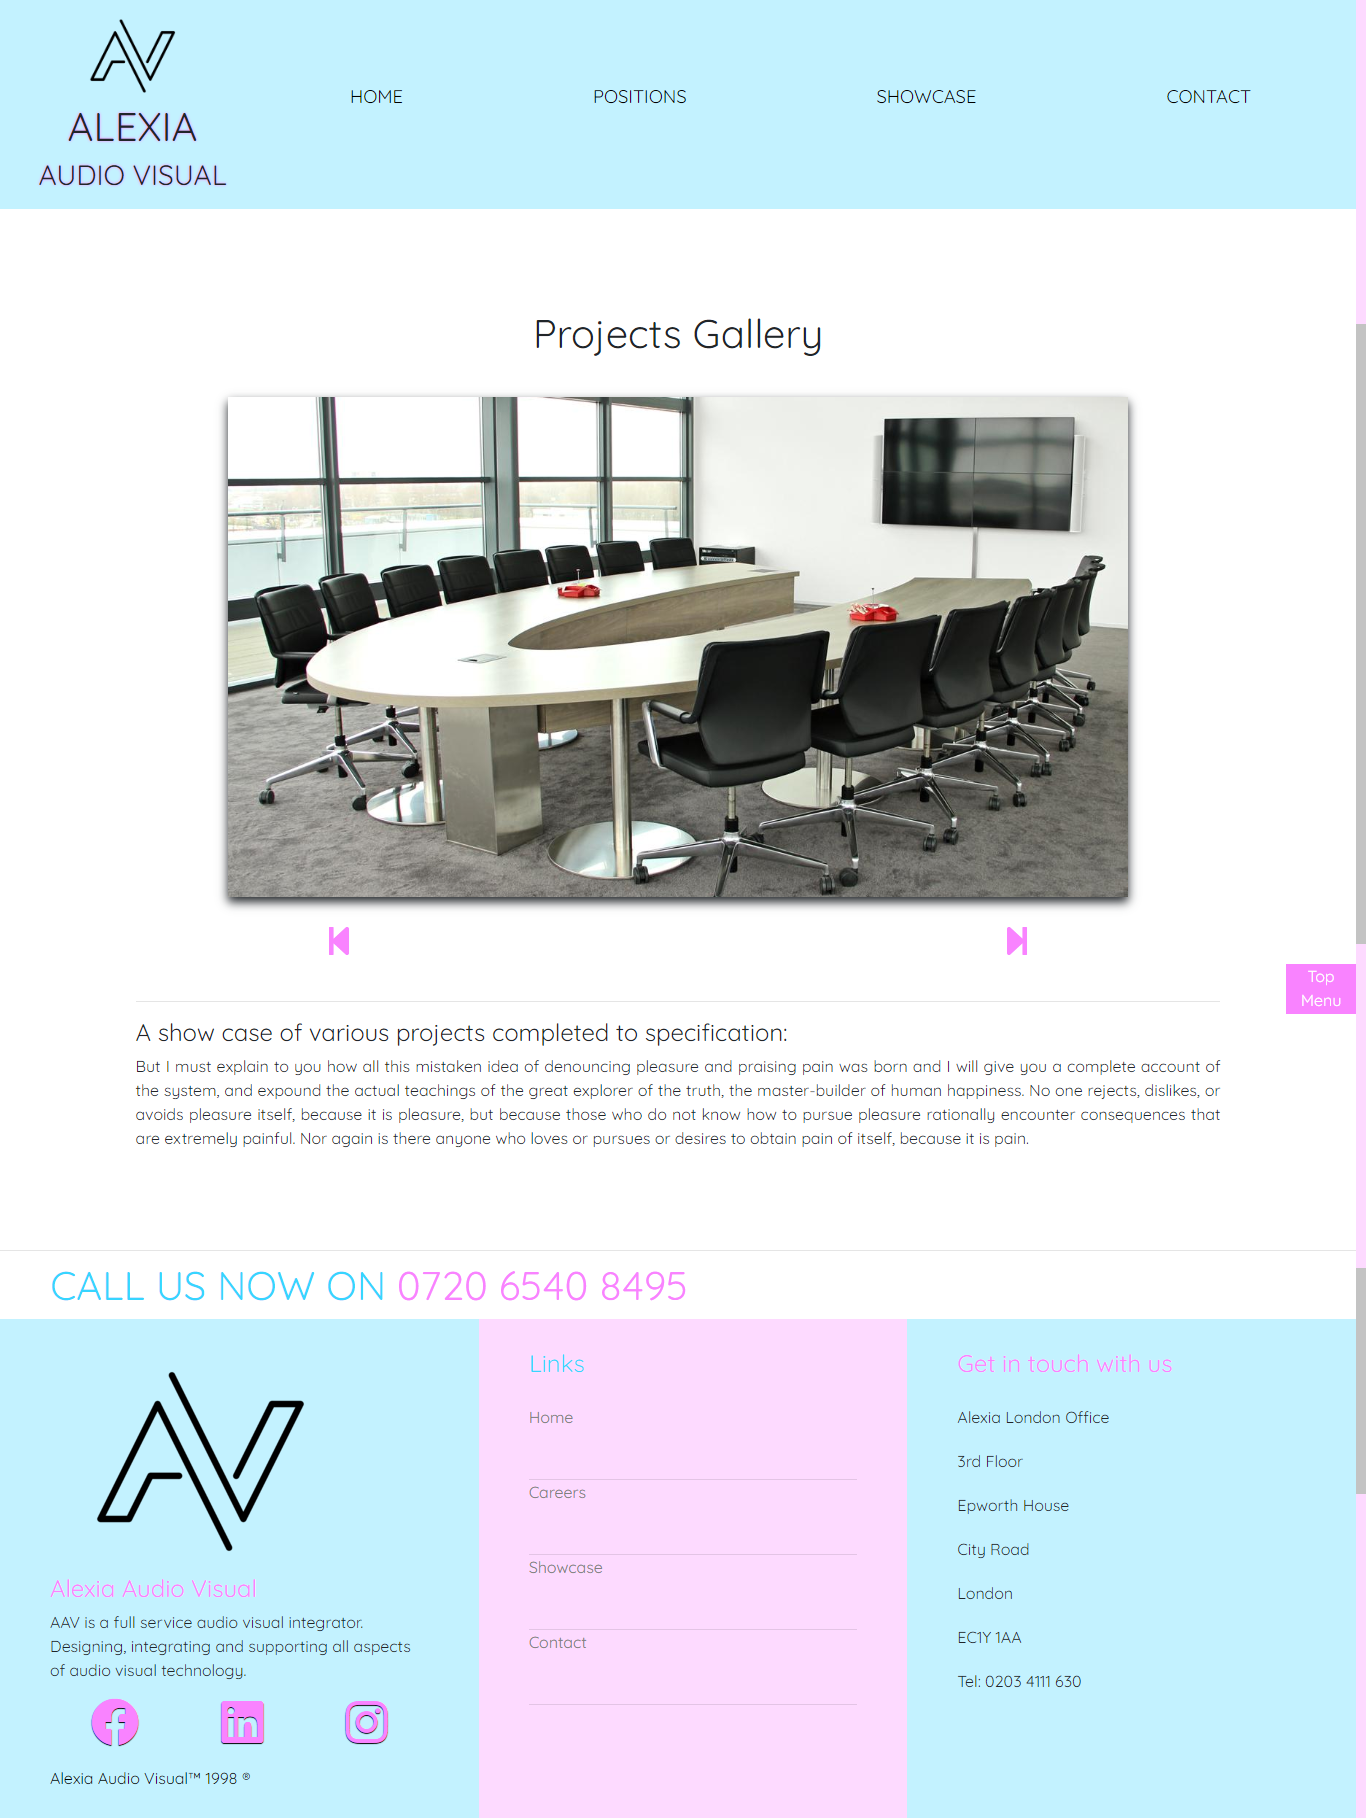 ALEXIA
AUDIO VISUAL
HOME
POSITIONS
SHOWCASE
CONTACT
Projects Gallery
Top
Menu
A show case of various projects completed to specification:
But I must explain to you how all this mistaken idea of denouncing pleasure and praising pain was born and I will give you a complete account of
the system, and expound the actual teachings of the great explorer of the truth, the master-builder of human happiness. No one rejects, dislikes, or
avoids pleasure itself, because it is pleasure, but because those who do not know how to pursue pleasure rationally encounter consequences that
are extremely painful. Nor again is there anyone who loves or pursues or desires to obtain pain of itself, because it is pain.
CALL US NOW ON 0720 6540 8495
Alexia Audio Visual
AAV is a full service audio visual integrator.
Designing, integrating and supporting all aspects
of audio visual technology.
Alexia Audio Visual™ 1998 ®
Links
Home
Careers
Showcase
Contact
Get in touch with us
Alexia London Office
3rd Floor
Epworth House
City Road
London
EC1Y 1AA
Tel: 0203 4111 630